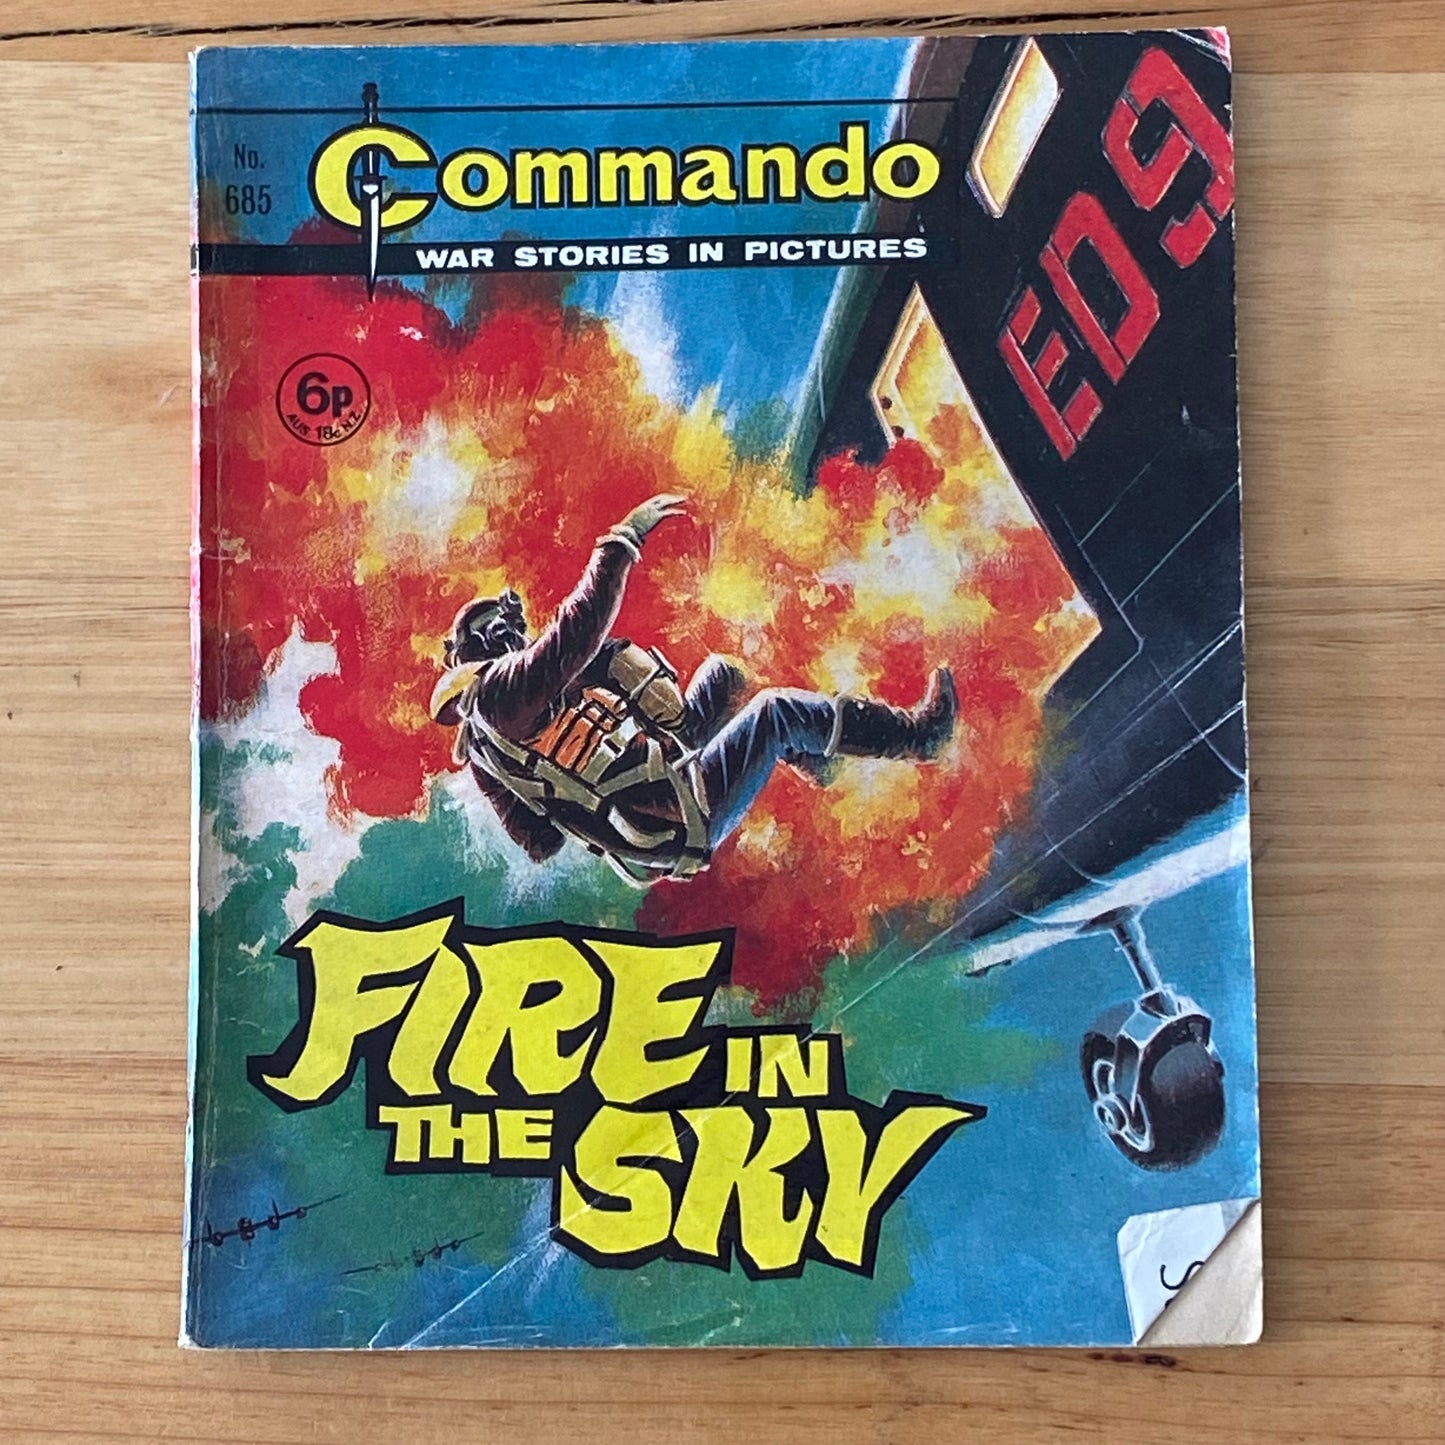 No.
685
Commando
WAR STORIES IN PICTURES
ED9
6p
AUS 18c N.Z.
FIRE IN
THE SKY